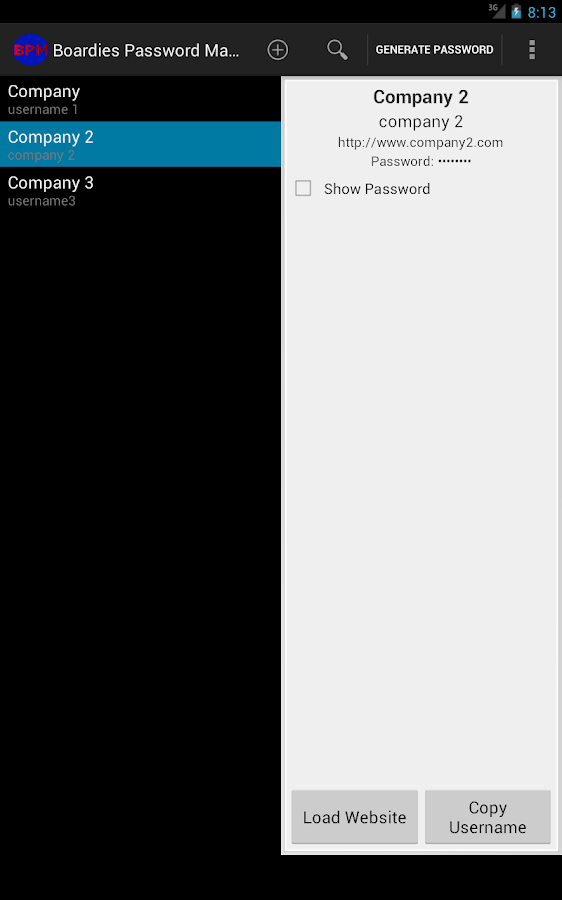 3G 8:13
BPM Boardies Password Ma... GENERATE PASSWORD
Company
username 1
Company 2
company 2
Company 3
username3
Company 2
company 2
http://www.company2.com
Password: ••••••••
Show Password
Load Website
Copy
Username